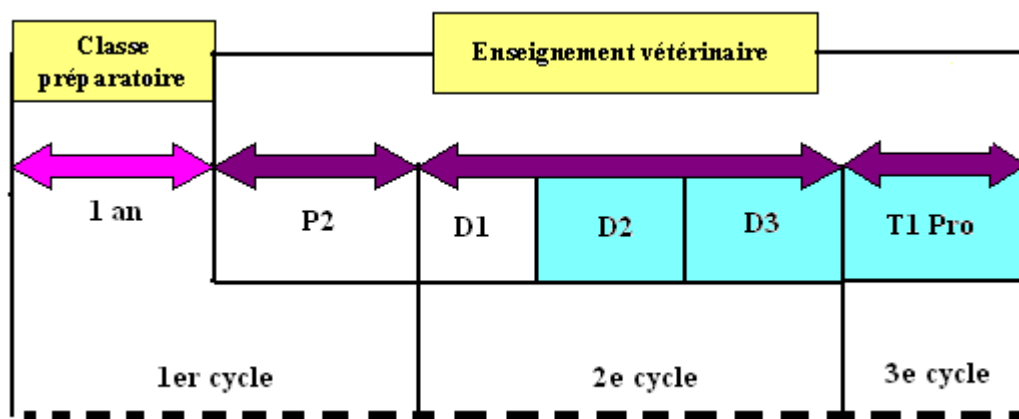 Classe
préparatoire
Enseignement vétérinaire
1 an
P2
D1
D2
D3
T1 Pro
1er cycle
2e cycle
3e cycle